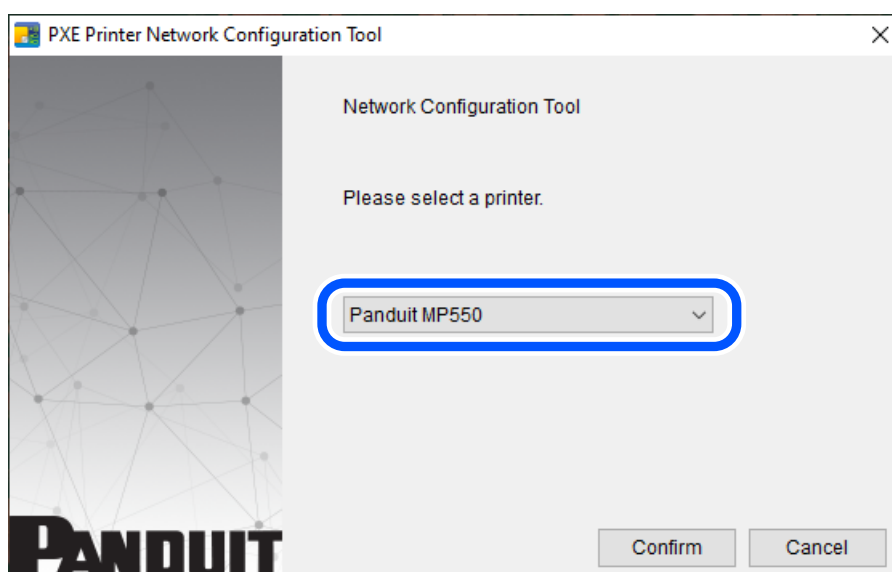 PXE Printer Network Configuration Tool
Network Configuration Tool
Please select a printer.
Panduit MP550
PANDUIT
Confirm
Cancel